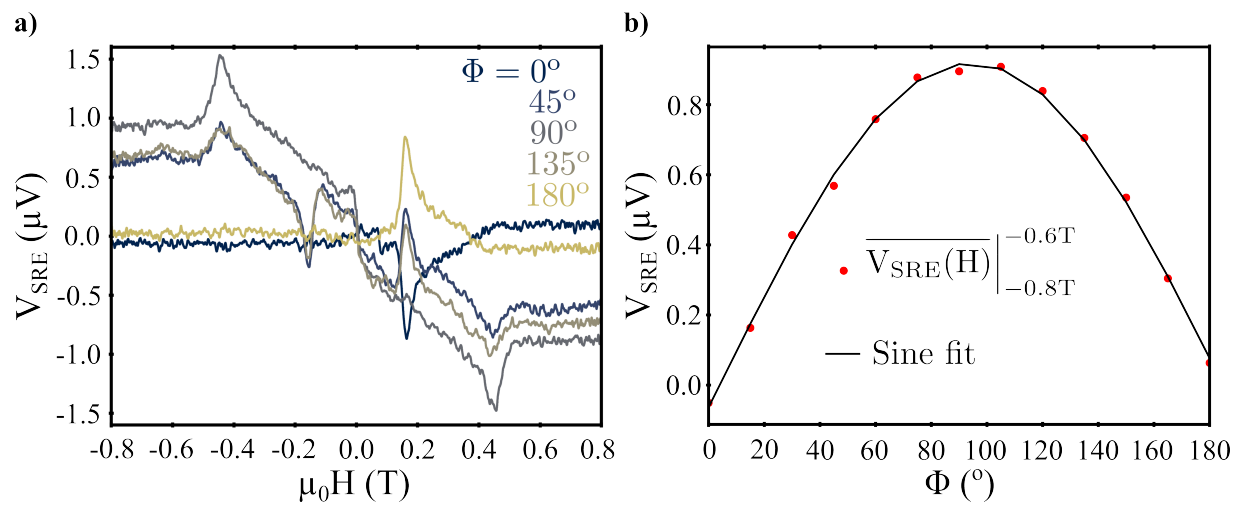 a)
V_SRE (μV)
1.5
1.0
0.5
0.0
-0.5
-1.0
-1.5
Φ = 0°
45°
90°
135°
180°
-0.8 -0.6 -0.4 -0.2 0.0 0.2 0.4 0.6 0.8
μ₀H (T)
b)
V_SRE (μV)
0.8
0.6
0.4
0.2
0.0
V_SRE(H)|
-0.6T
-0.8T
Sine fit
0 20 40 60 80 100 120 140 160 180
Φ (°)